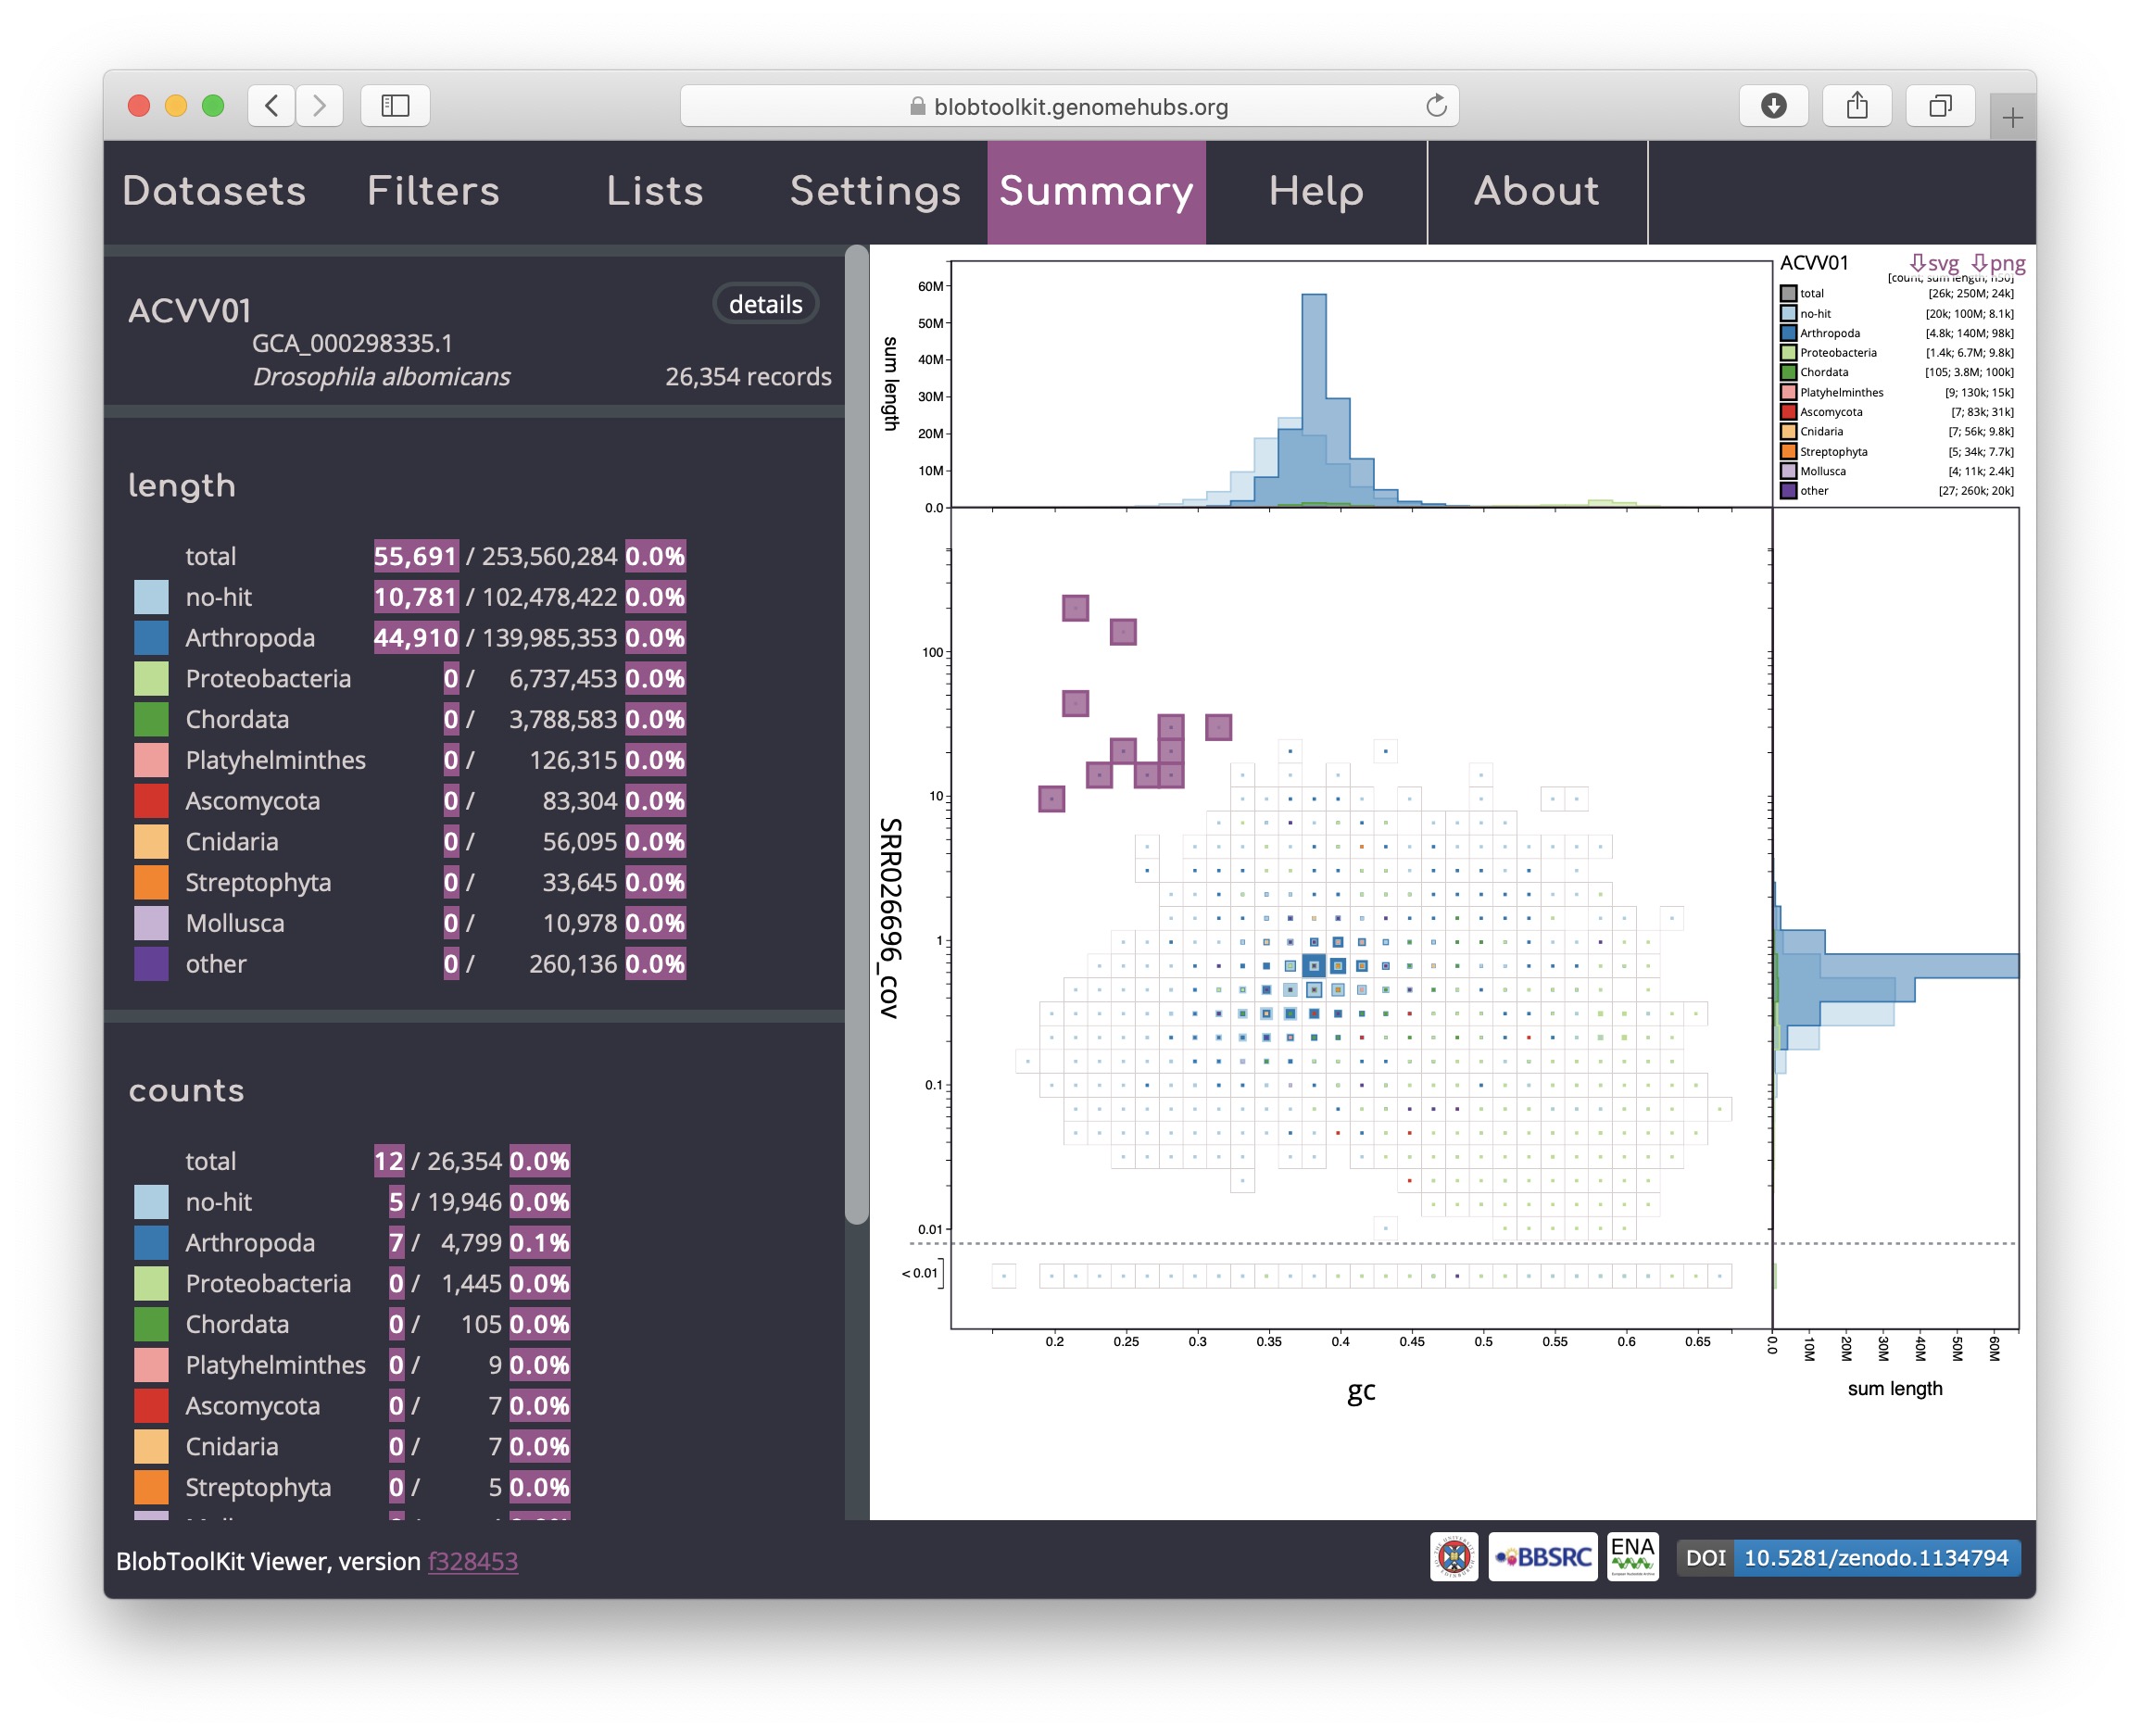 blobtoolkit.genomehubs.org
Datasets Filters Lists Settings Summary Help About
ACVV01 details
GCA_000298335.1
Drosophila albomicans 26,354 records
length
total 55,691 / 253,560,284 0.0%
no-hit 10,781 / 102,478,422 0.0%
Arthropoda 44,910 / 139,985,353 0.0%
Proteobacteria 0 / 6,737,453 0.0%
Chordata 0 / 3,788,583 0.0%
Platyhelminthes 0 / 126,315 0.0%
Ascomycota 0 / 83,304 0.0%
Cnidaria 0 / 56,095 0.0%
Streptophyta 0 / 33,645 0.0%
Mollusca 0 / 10,978 0.0%
other 0 / 260,136 0.0%
counts
total 12 / 26,354 0.0%
no-hit 5 / 19,946 0.0%
Arthropoda 7 / 4,799 0.1%
Proteobacteria 0 / 1,445 0.0%
Chordata 0 / 105 0.0%
Platyhelminthes 0 / 9 0.0%
Ascomycota 0 / 7 0.0%
Cnidaria 0 / 7 0.0%
Streptophyta 0 / 5 0.0%
sum length
60M
50M
40M
30M
20M
10M
0.0
ACVV01 svg png
[count; sum length; n50]
total [26k; 250M; 24k]
no-hit [20k; 100M; 8.1k]
Arthropoda [4.8k; 140M; 98k]
Proteobacteria [1.4k; 6.7M; 9.8k]
Chordata [105; 3.8M; 100k]
Platyhelminthes [9; 130k; 15k]
Ascomycota [7; 83k; 31k]
Cnidaria [7; 56k; 9.8k]
Streptophyta [5; 34k; 7.7k]
Mollusca [4; 11k; 2.4k]
other [27; 260k; 20k]
SRR026696_cov
100
10
1
0.1
0.01
< 0.01
0.2 0.25 0.3 0.35 0.4 0.45 0.5 0.55 0.6 0.65
gc
0.0 10M 20M 30M 40M 50M 60M
sum length
BlobToolKit Viewer, version f328453
BBSRC
ENA
DOI 10.5281/zenodo.1134794